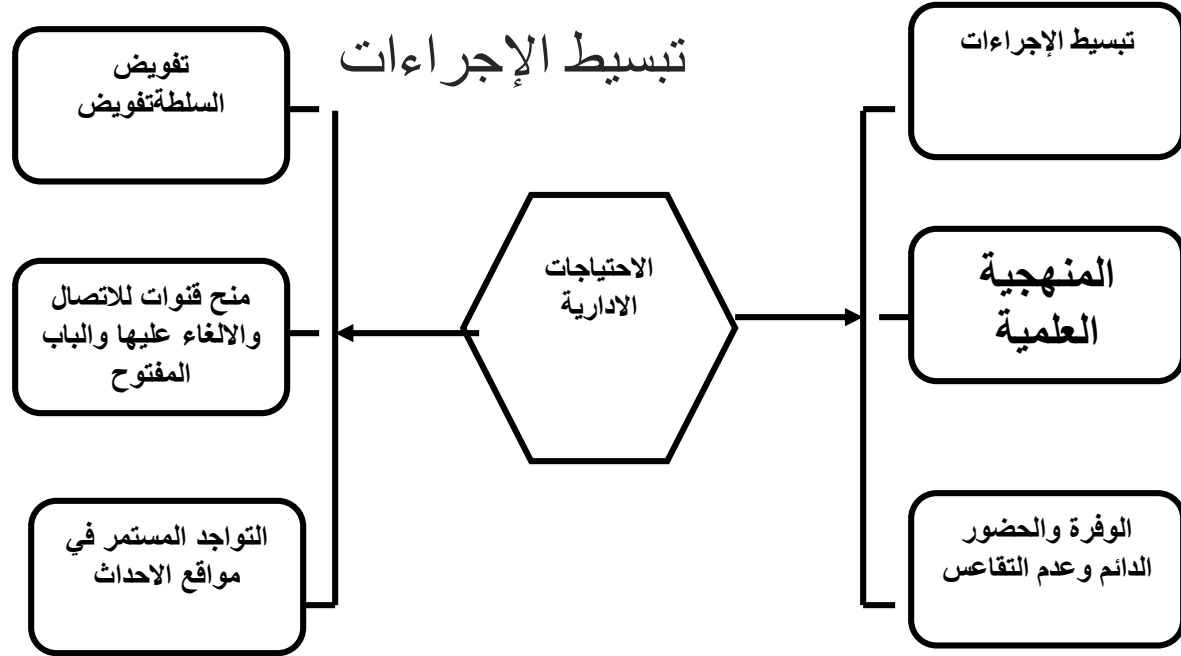 تبسيط الإجراءات
تبسيط الإجراءات
المنهجية
العلمية
الوفرة والحضور
الدائم وعدم التقاعس
الاحتياجات
الادارية
تفويض
السلطةتفويض
منح قنوات للاتصال
والالغاء عليها والباب
المفتوح
التواجد المستمر في
مواقع الاحداث